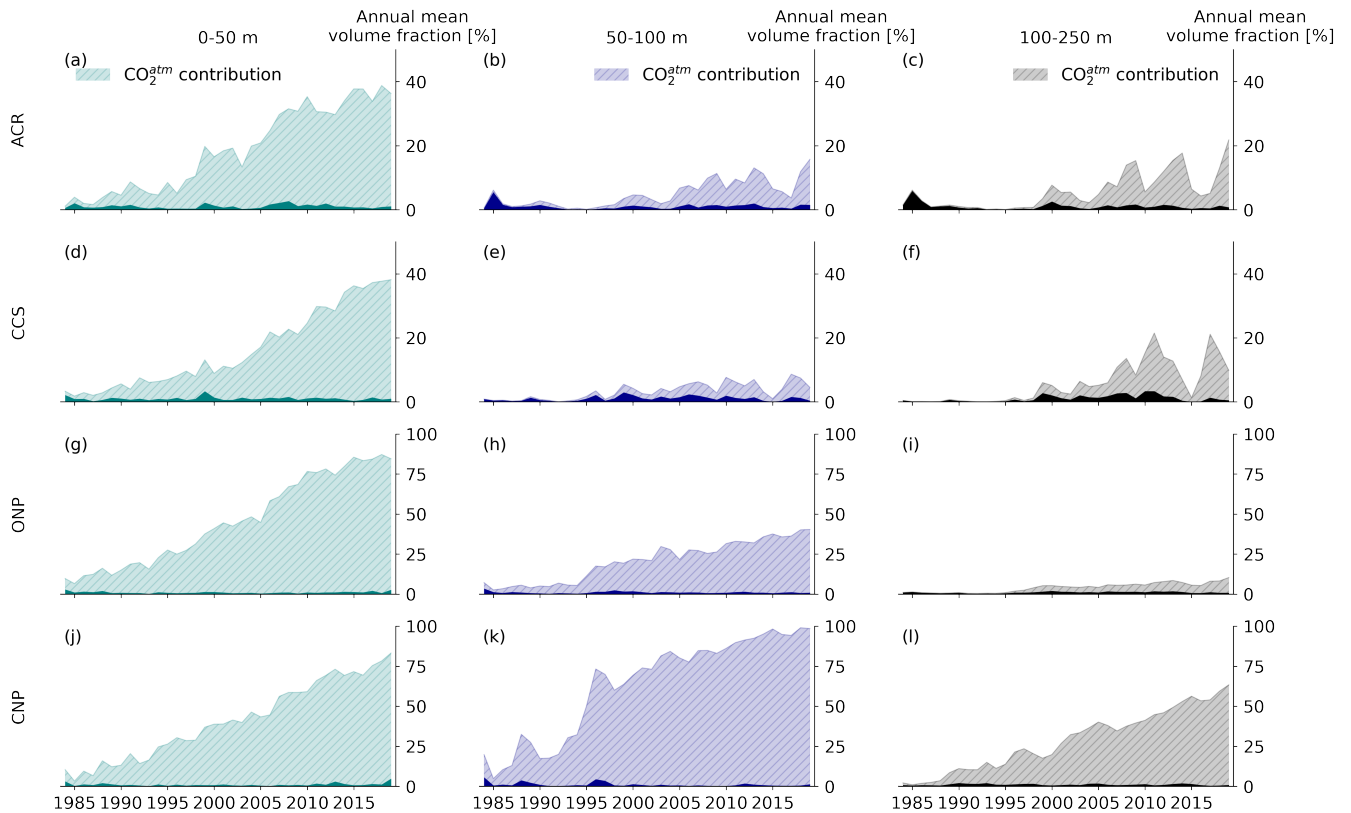 Annual mean Annual mean Annual mean
0-50 m volume fraction [%] 50-100 m volume fraction [%] 100-250 m volume fraction [%]
(a) (b) (c)
CO₂ᵃᵗᵐ contribution CO₂ᵃᵗᵐ contribution CO₂ᵃᵗᵐ contribution
40 40 40
ACR
20 20 20
0 0 0
(d) (e) (f)
40 40 40
CCS
20 20 20
0 0 0
100 100 100
(g) (h) (i)
75 75 75
ONP
50 50 50
25 25 25
0 0 0
100 100 100
(j) (k) (l)
75 75 75
CNP
50 50 50
25 25 25
0 0 0
1985 1990 1995 2000 2005 2010 2015 1985 1990 1995 2000 2005 2010 2015 1985 1990 1995 2000 2005 2010 2015